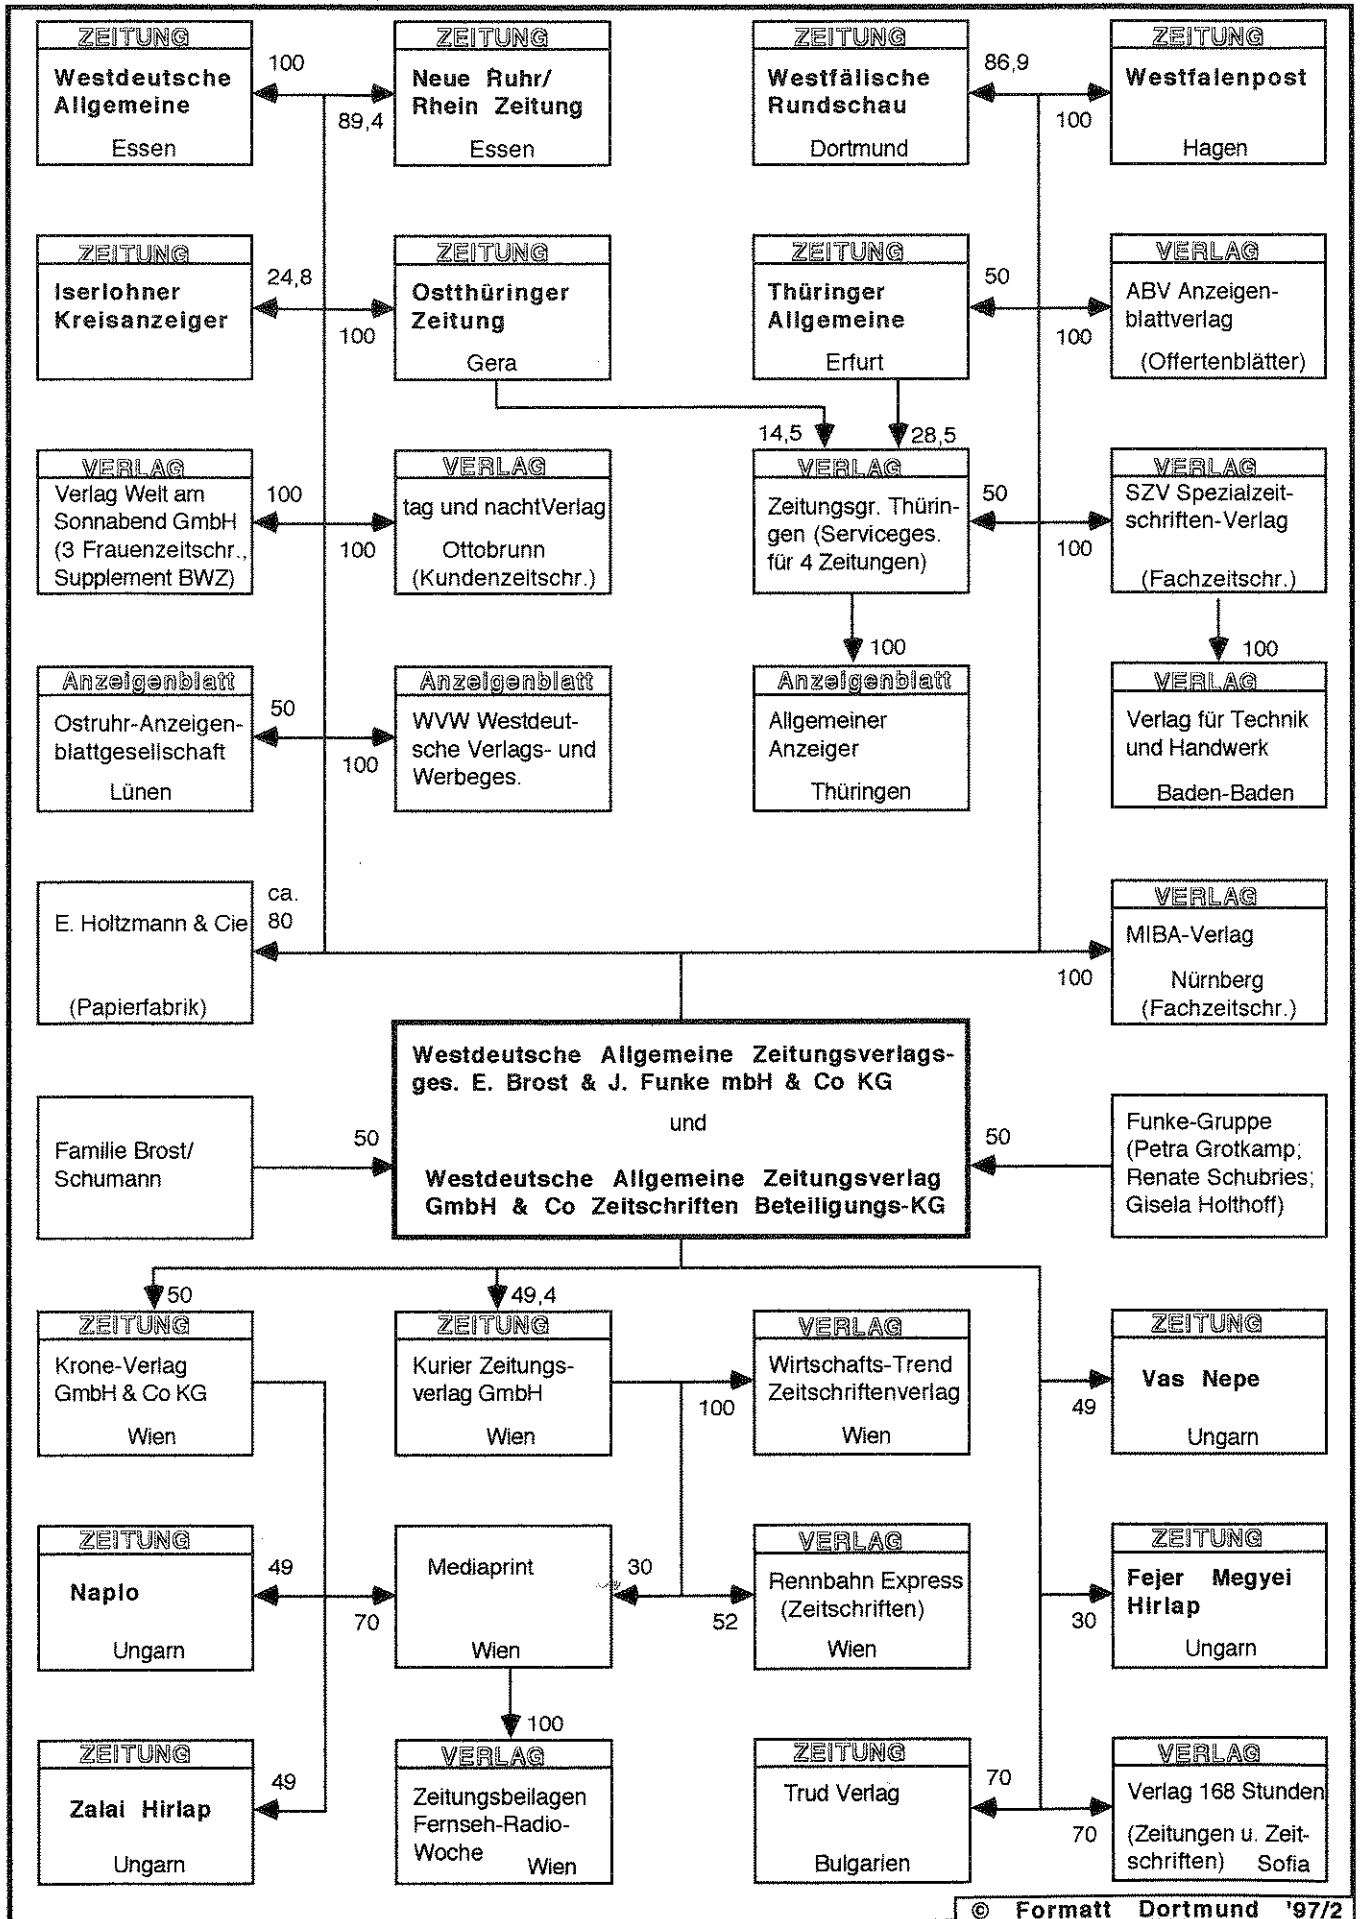 ZEITUNG
Westdeutsche
Allgemeine
Essen
100
89,4
ZEITUNG
Neue Ruhr/
Rhein Zeitung
Essen
ZEITUNG
Westfälische
Rundschau
Dortmund
86,9
100
ZEITUNG
Westfalenpost
Hagen
ZEITUNG
Iserlohner
Kreisanzeiger
24,8
100
ZEITUNG
Ostthüringer
Zeitung
Gera
ZEITUNG
Thüringer
Allgemeine
Erfurt
50
100
VERLAG
ABV Anzeigen-
blattverlag
(Offertenblätter)
14,5
28,5
VERLAG
Verlag Welt am
Sonnabend GmbH
(3 Frauenzeitschr.,
Supplement BWZ)
100
100
VERLAG
tag und nachtVerlag
Ottobrunn
(Kundenzeitschr.)
VERLAG
Zeitungsgr. Thürin-
gen (Serviceges.
für 4 Zeitungen)
50
100
VERLAG
SZV Spezialzeit-
schriften-Verlag
(Fachzeitschr.)
100
100
Anzeigenblatt
Ostruhr-Anzeigen-
blattgesellschaft
Lünen
50
100
Anzeigenblatt
WVW Westdeut-
sche Verlags- und
Werbeges.
Anzeigenblatt
Allgemeiner
Anzeiger
Thüringen
VERLAG
Verlag für Technik
und Handwerk
Baden-Baden
E. Holtzmann & Cie
(Papierfabrik)
ca.
80
100
VERLAG
MIBA-Verlag
Nürnberg
(Fachzeitschr.)
Familie Brost/
Schumann
50
Westdeutsche Allgemeine Zeitungsverlags-
ges. E. Brost & J. Funke mbH & Co KG
und
Westdeutsche Allgemeine Zeitungsverlag
GmbH & Co Zeitschriften Beteiligungs-KG
50
Funke-Gruppe
(Petra Grotkamp;
Renate Schubries;
Gisela Holthoff)
50
49,4
ZEITUNG
Krone-Verlag
GmbH & Co KG
Wien
ZEITUNG
Kurier Zeitungs-
verlag GmbH
Wien
100
VERLAG
Wirtschafts-Trend
Zeitschriftenverlag
Wien
49
ZEITUNG
Vas Nepe
Ungarn
ZEITUNG
Naplo
Ungarn
49
70
Mediaprint
Wien
30
52
VERLAG
Rennbahn Express
(Zeitschriften)
Wien
30
ZEITUNG
Fejer Megyei
Hirlap
Ungarn
100
ZEITUNG
Zalai Hirlap
Ungarn
49
VERLAG
Zeitungsbeilagen
Fernseh-Radio-
Woche Wien
ZEITUNG
Trud Verlag
Bulgarien
70
70
VERLAG
Verlag 168 Stunden
(Zeitungen u. Zeit-
schriften) Sofia
© Formatt Dortmund '97/2